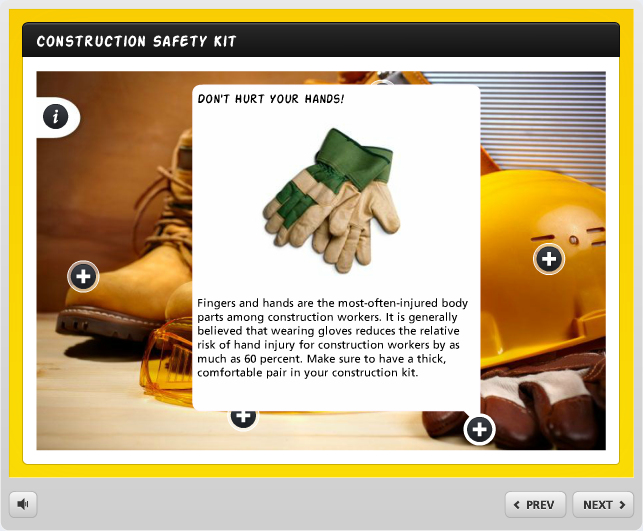 CONSTRUCTION SAFETY KIT
i
DON'T HURT YOUR HANDS!
Fingers and hands are the most-often-injured body
parts among construction workers. It is generally
believed that wearing gloves reduces the relative
risk of hand injury for construction workers by as
much as 60 percent. Make sure to have a thick,
comfortable pair in your construction kit.
PREV NEXT